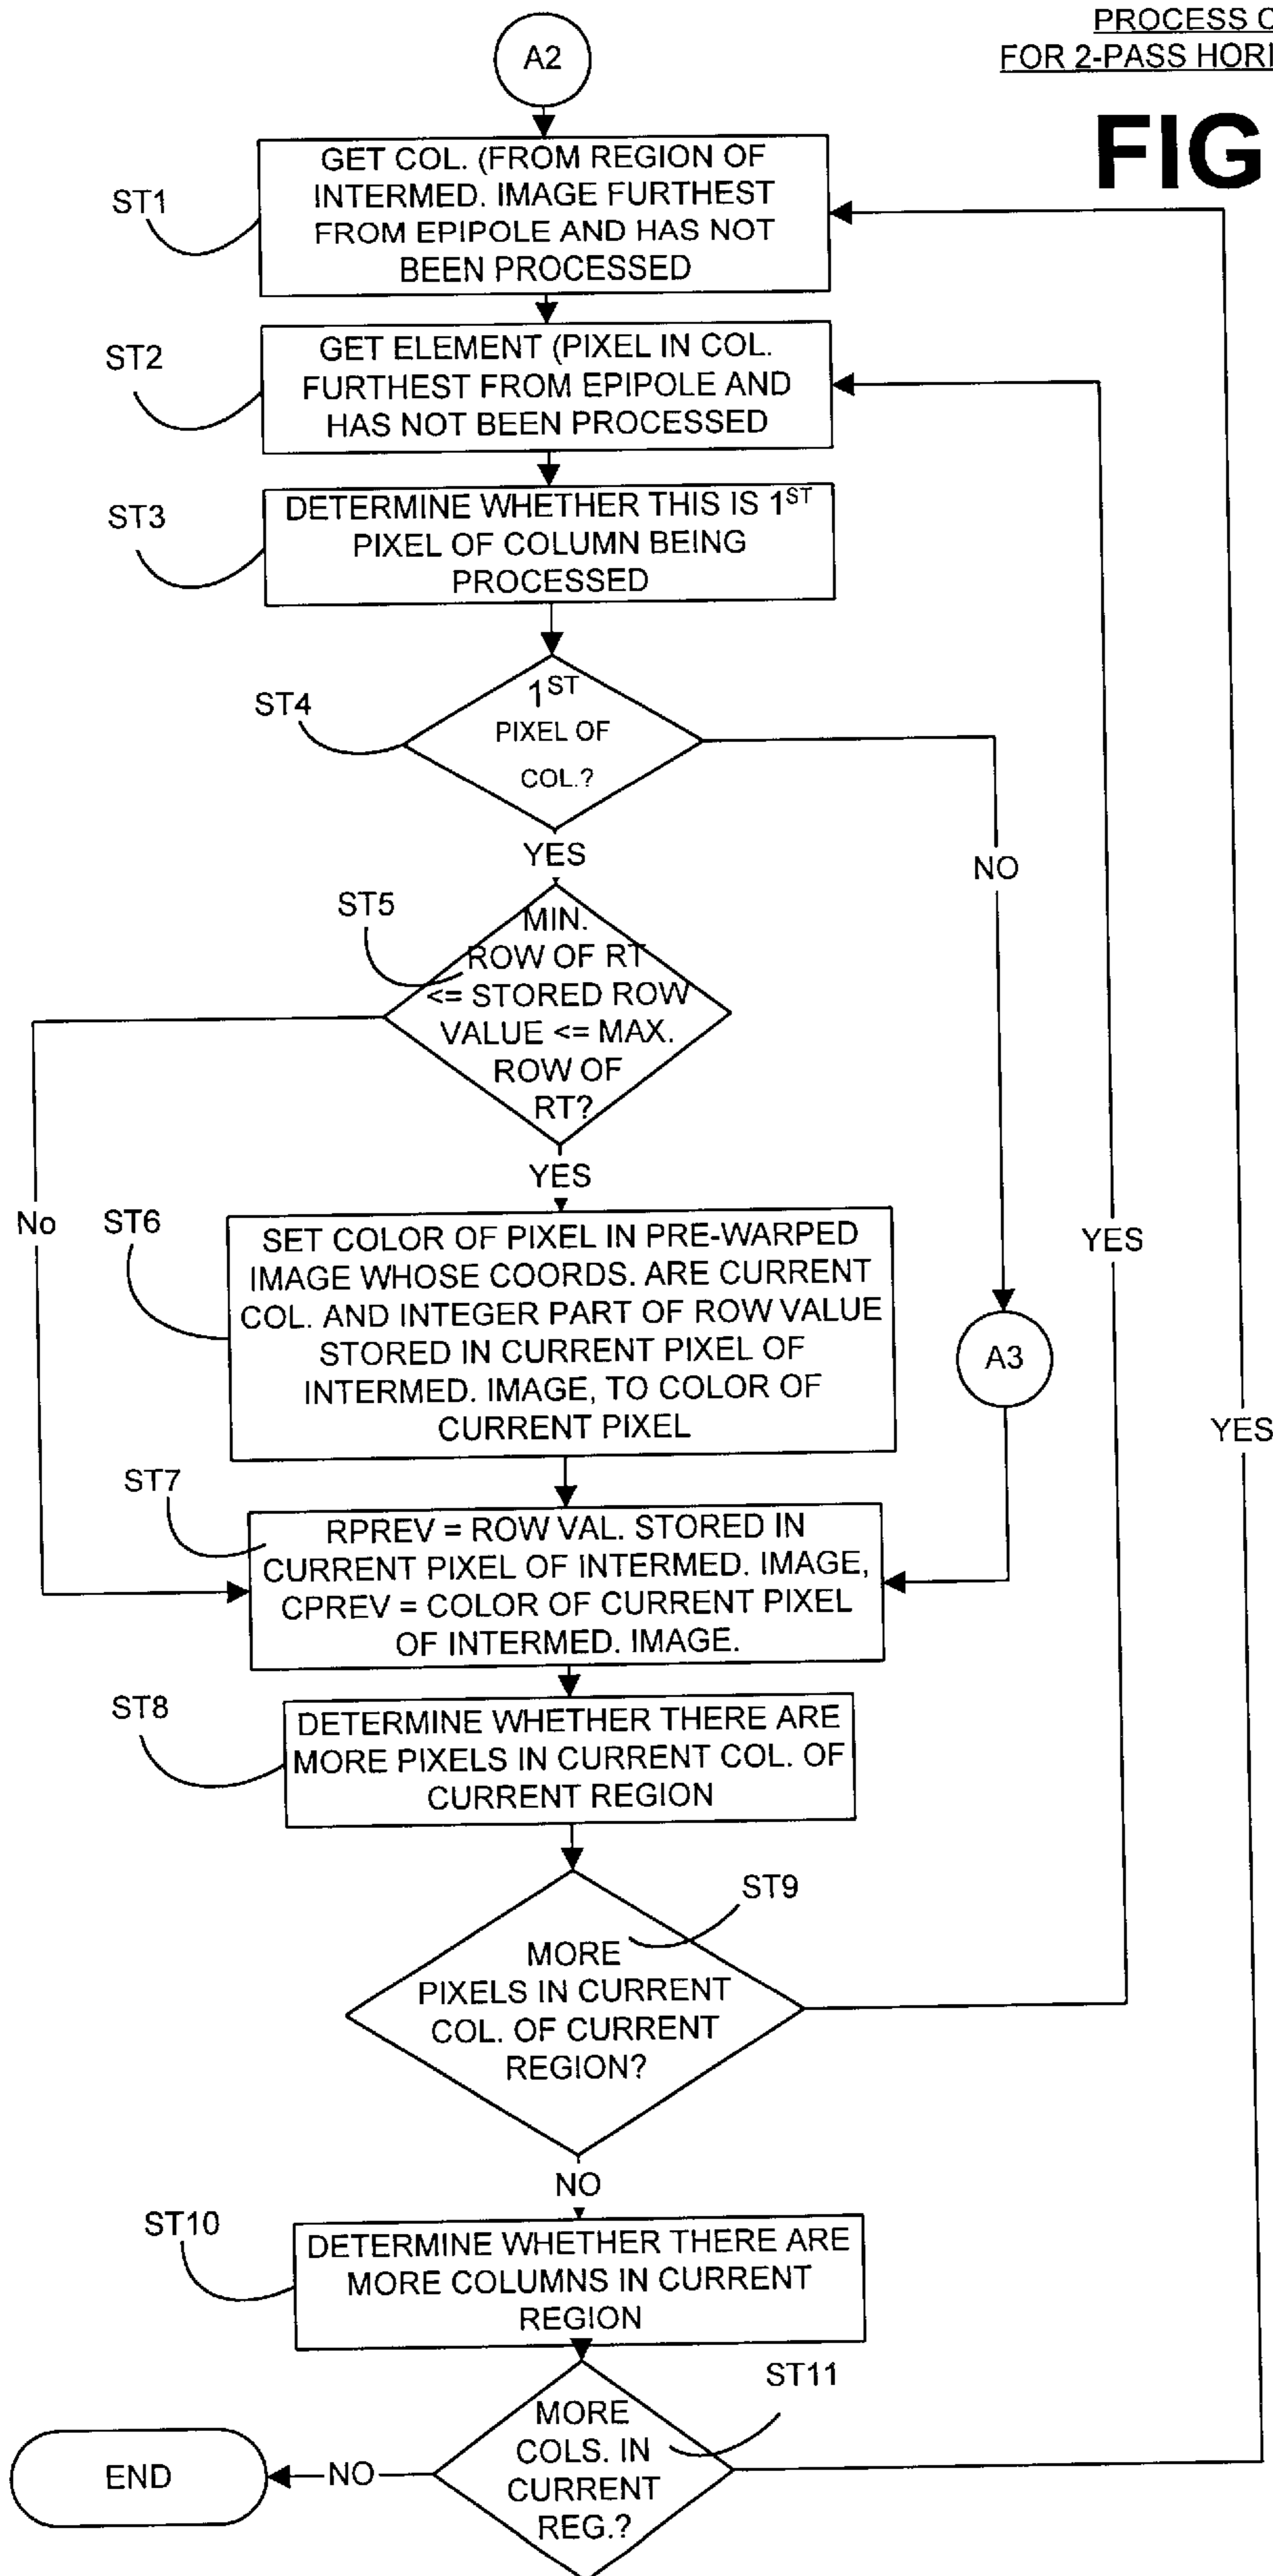 PROCESS
FOR 2-PASS
FIG
A2
ST1
GET COL. (FROM REGION OF
INTERMED. IMAGE FURTHEST
FROM EPIPOLE AND HAS NOT
BEEN PROCESSED
ST2
GET ELEMENT (PIXEL IN COL.
FURTHEST FROM EPIPOLE AND
HAS NOT BEEN PROCESSED
ST3
DETERMINE WHETHER THIS IS 1ST
PIXEL OF COLUMN BEING
PROCESSED
ST4
1ST
PIXEL OF
COL.?
YES
NO
ST5
MIN.
ROW OF RT
<= STORED ROW
VALUE <= MAX.
ROW OF
RT?
YES
No
ST6
SET COLOR OF PIXEL IN PRE-WARPED
IMAGE WHOSE COORDS. ARE CURRENT
COL. AND INTEGER PART OF ROW VALUE
STORED IN CURRENT PIXEL OF
INTERMED. IMAGE, TO COLOR OF
CURRENT PIXEL
A3
YES
YES
ST7
RPREV = ROW VAL. STORED IN
CURRENT PIXEL OF INTERMED. IMAGE,
CPREV = COLOR OF CURRENT PIXEL
OF INTERMED. IMAGE.
ST8
DETERMINE WHETHER THERE ARE
MORE PIXELS IN CURRENT COL. OF
CURRENT REGION
ST9
MORE
PIXELS IN CURRENT
COL. OF CURRENT
REGION?
NO
ST10
DETERMINE WHETHER THERE ARE
MORE COLUMNS IN CURRENT
REGION
ST11
MORE
COLS. IN
CURRENT
REG.?
NO
END